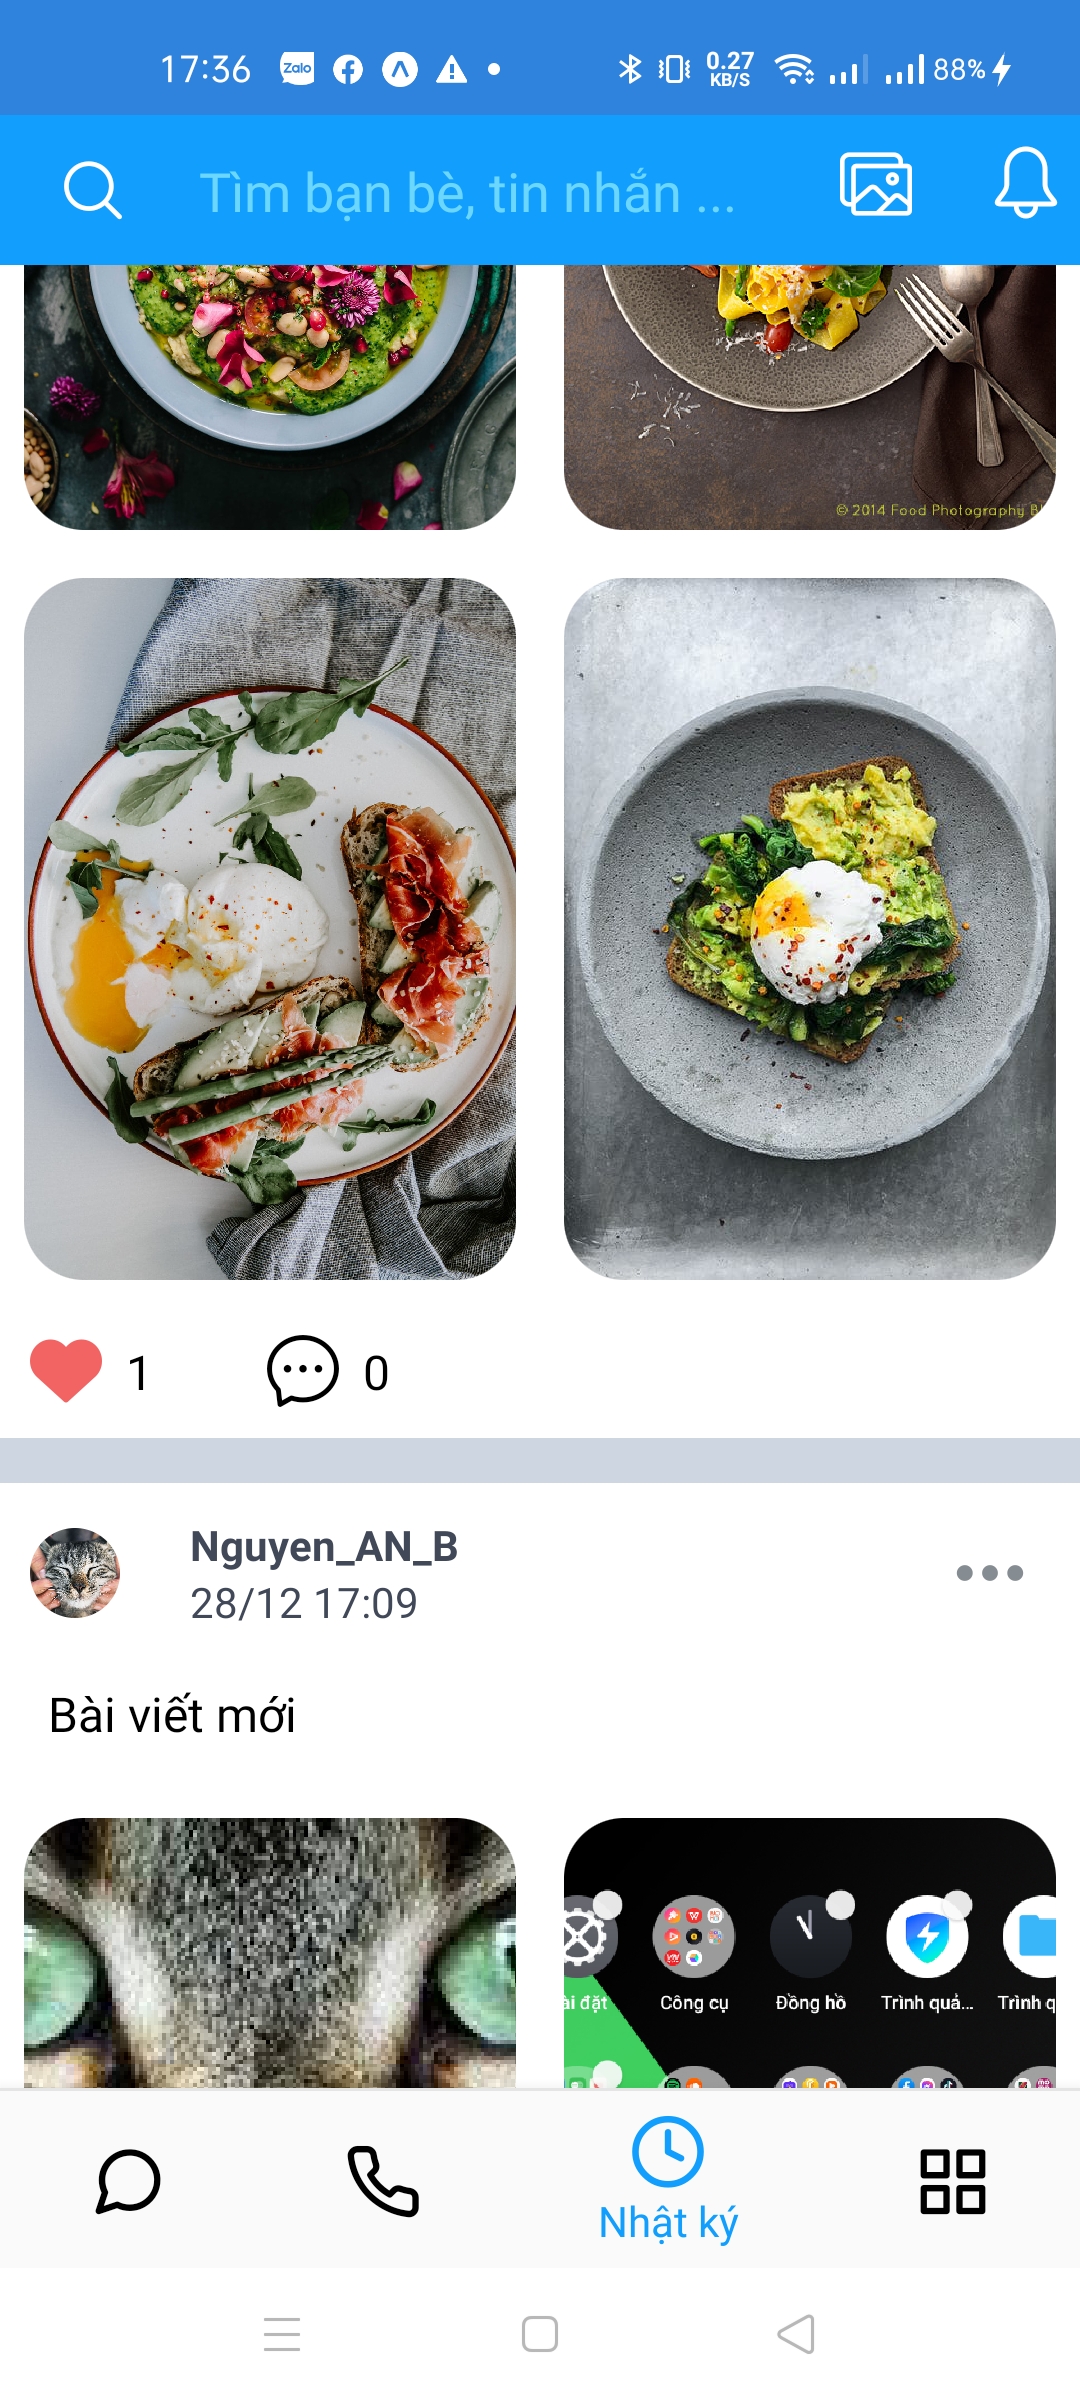 17:36 Zalo 0.27 KB/S 88%
Tìm bạn bè, tin nhắn ...
© 2014 Food Photography
1 0
Nguyen_AN_B
28/12 17:09
Bài viết mới
ài đặt Công cụ Đồng hồ Trình quả... Trình q
Nhật ký